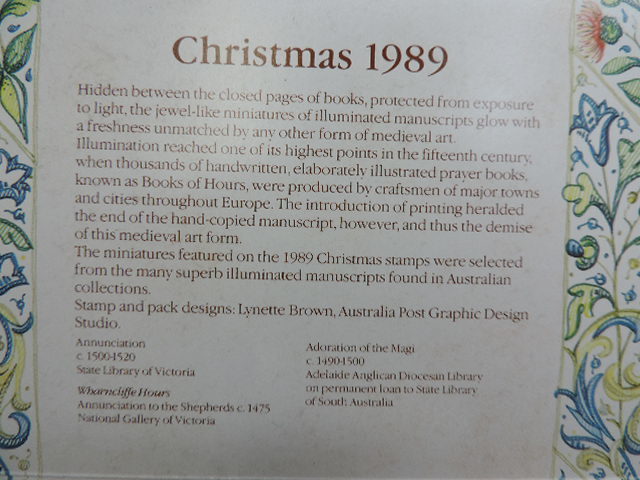 Christmas 1989
Hidden between the closed pages of books, protected from exposure
to light, the jewel-like miniatures of illuminated manuscripts glow with
a freshness unmatched by any other form of medieval art.
Illumination reached one of its highest points in the fifteenth century,
when thousands of handwritten, elaborately illustrated prayer books,
known as Books of Hours, were produced by craftsmen of major towns
and cities throughout Europe. The introduction of printing heralded
the end of the hand-copied manuscript, however, and thus the demise
of this medieval art form.
The miniatures featured on the 1989 Christmas stamps were selected
from the many superb illuminated manuscripts found in Australian
collections.
Stamp and pack designs: Lynette Brown, Australia Post Graphic Design
Studio.
Annunciation
c. 1500-1520
State Library of Victoria
Wharncliffe Hours
Annunciation to the Shepherds c. 1475
National Gallery of Victoria
Adoration of the Magi
c. 1490-1500
Adelaide Anglican Diocesan Library
on permanent loan to State Library
of South Australia